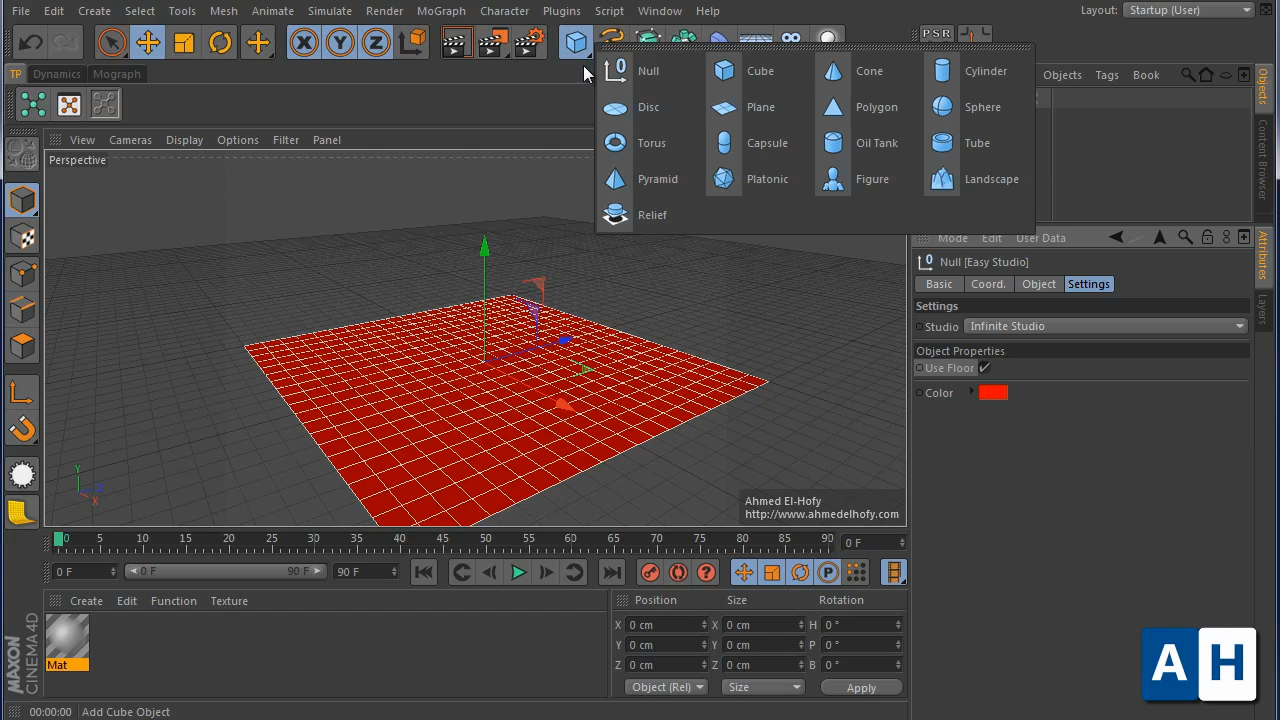 File Edit Create Select Tools Mesh Animate Simulate Render MoGraph Character Plugins Script Window Help Layout: Startup (User)
X Y Z PSR
TP Dynamics Mograph
0 Null Cube Cone Cylinder
Objects Tags Book
Disc Plane Polygon Sphere
Torus Capsule Oil Tank Tube
Pyramid Platonic Figure Landscape
Relief
View Cameras Display Options Filter Panel
Perspective
Objects
Content Browser
Attributes
Layers
Mode Edit User Data
0 Null [Easy Studio]
Basic Coord. Object Settings
Settings
Studio Infinite Studio
Object Properties
Use Floor
Color
Y
Z
X
Ahmed El-Hofy
http://www.ahmedelhofy.com
0 5 10 15 20 25 30 35 40 45 50 55 60 65 70 75 80 85 90 0 F
0 F 0 F 90 F 90 F
P
Create Edit Function Texture
Mat
Position Size Rotation
X 0 cm X 0 cm H 0 °
Y 0 cm Y 0 cm P 0 °
Z 0 cm Z 0 cm B 0 °
Object (Rel) Size Apply
MAXON
CINEMA 4D
00:00:00 Add Cube Object
AH